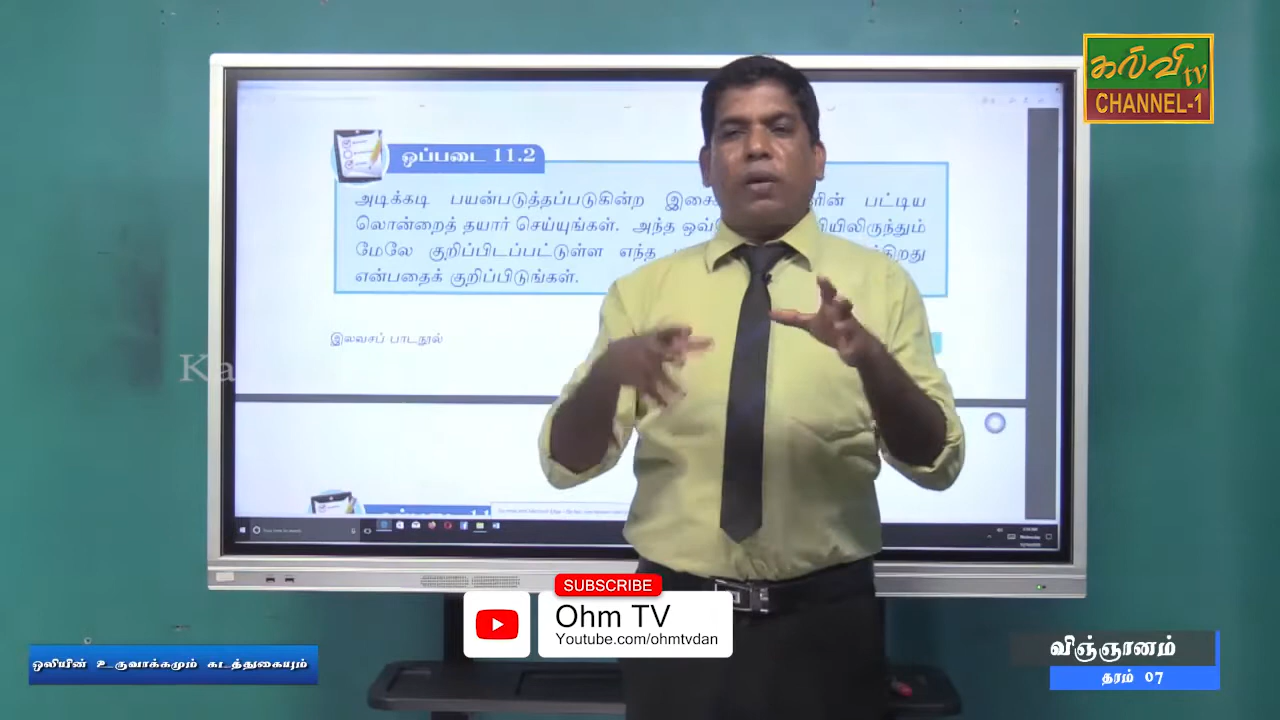 கல்வி tv
CHANNEL-1
ஒப்படை 11.2
அடிக்கடி பயன்படுத்தப்படுகின்ற பட்டிய
லொன்றைத் தயார் செய்யுங்கள். அந்த
மேலே குறிப்பிடப்பட்டுள்ள எந்த
என்பதைக் குறிப்பிடுங்கள்.
இலவசப் பாடநூல்
SUBSCRIBE
Ohm TV
Youtube.com/ohmtvdan
ஒலியின் உருவாக்கமும் கடத்துகையும்
விஞ்ஞானம்
தரம் 07